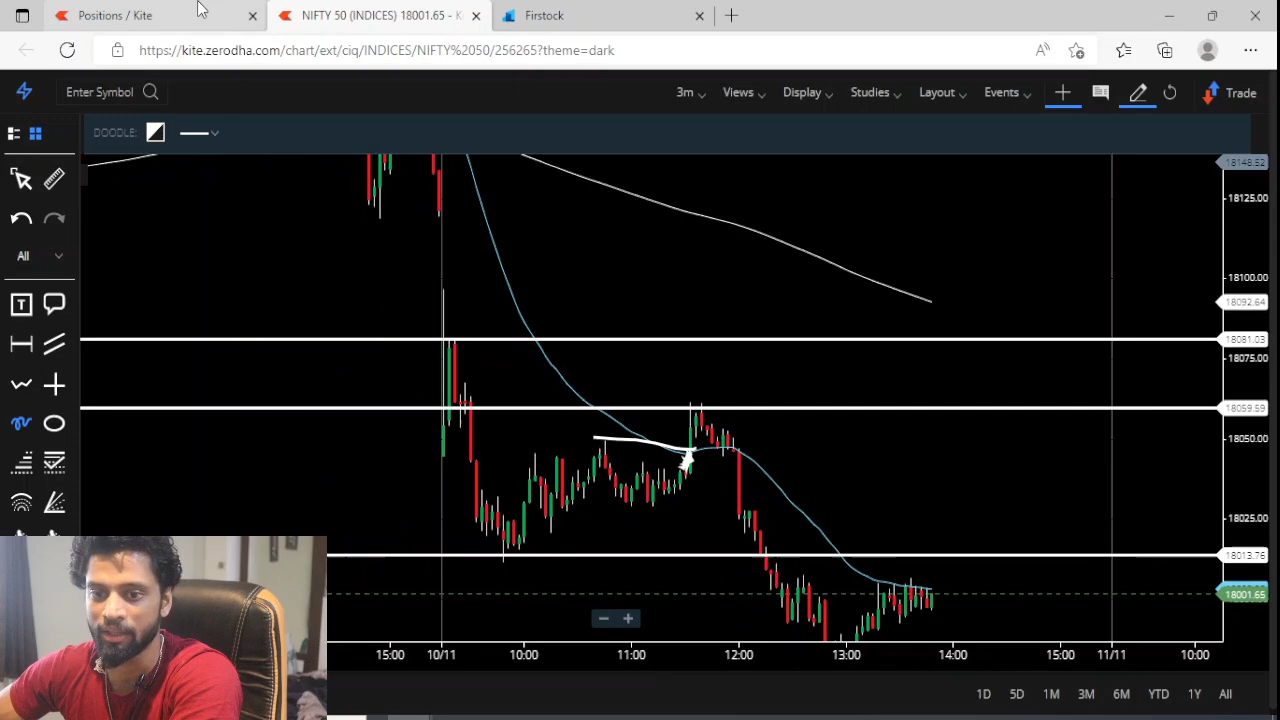 Positions / Kite
NIFTY 50 (INDICES) 18001.65 - K
Firstock
https://kite.zerodha.com/chart/ext/ciq/INDICES/NIFTY%2050/256265?theme=dark
Enter Symbol
3m
Views
Display
Studies
Layout
Events
Trade
DOODLE:
All
18148.52
18125.00
18100.00
18092.64
18081.03
18075.00
18059.59
18050.00
18025.00
18013.76
18001.65
15:00
10/11
10:00
11:00
12:00
13:00
14:00
15:00
11/11
10:00
1D
5D
1M
3M
6M
YTD
1Y
All